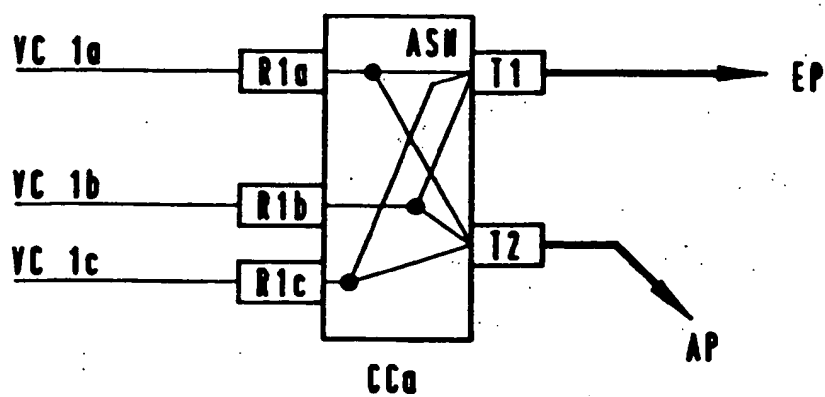 VC 1a
R1a
ASN
T1
EP
VC 1b
R1b
T2
VC 1c
R1c
AP
CCa